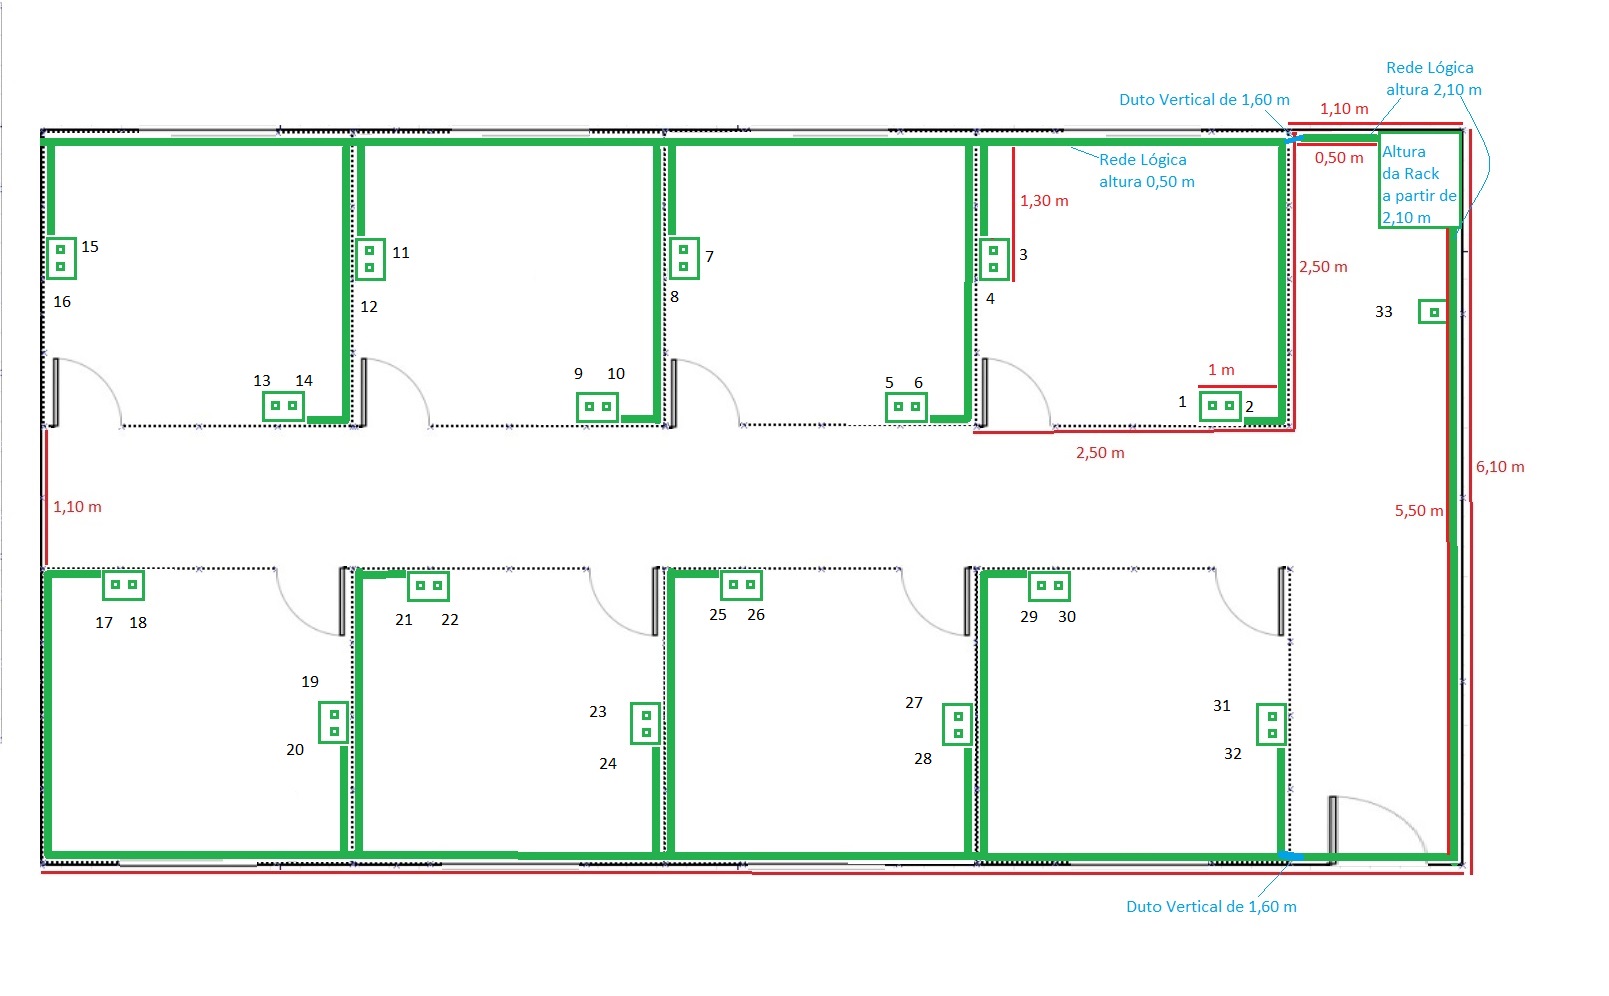 Rede Lógica
altura 2,10 m
Duto Vertical de 1,60 m
1,10 m
Rede Lógica
altura 0,50 m
0,50 m
Altura
da Rack
a partir de
2,10 m
1,30 m
15
11
7
3
2,50 m
16
12
8
4
33
13 14
9 10
5 6
1 m
1
2
2,50 m
6,10 m
1,10 m
5,50 m
17 18
21 22
25 26
29 30
19
23
27
31
20
24
28
32
Duto Vertical de 1,60 m